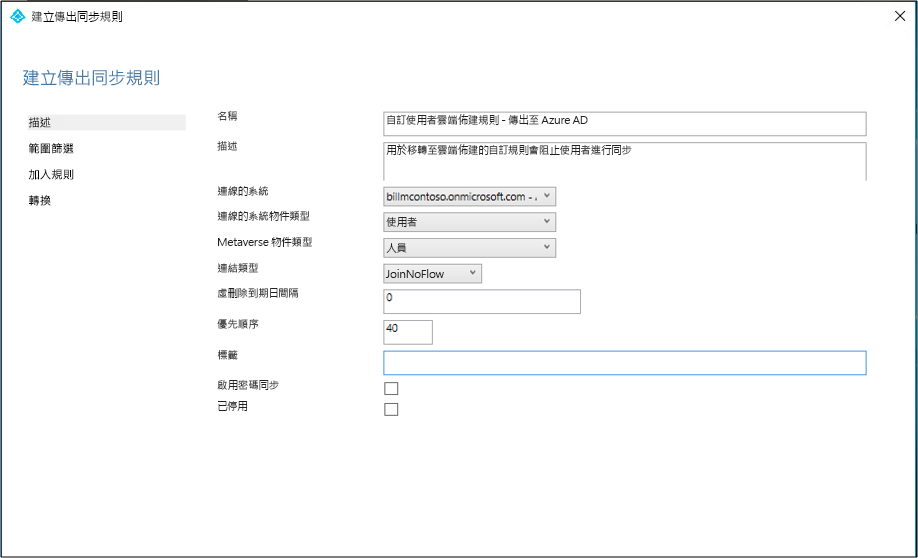 建立傳出同步規則
建立傳出同步規則
描述
範圍篩選
加入規則
轉換
名稱
自訂使用者雲端佈建規則 - 傳出至 Azure AD
描述
用於移轉至雲端佈建的自訂規則會阻止使用者進行同步
連線的系統
billmcontoso.onmicrosoft.com - .
連線的系統物件類型
使用者
Metaverse 物件類型
人員
連結類型
JoinNoFlow
虛刪除到期日間隔
0
優先順序
40
標籤
啟用密碼同步
已停用